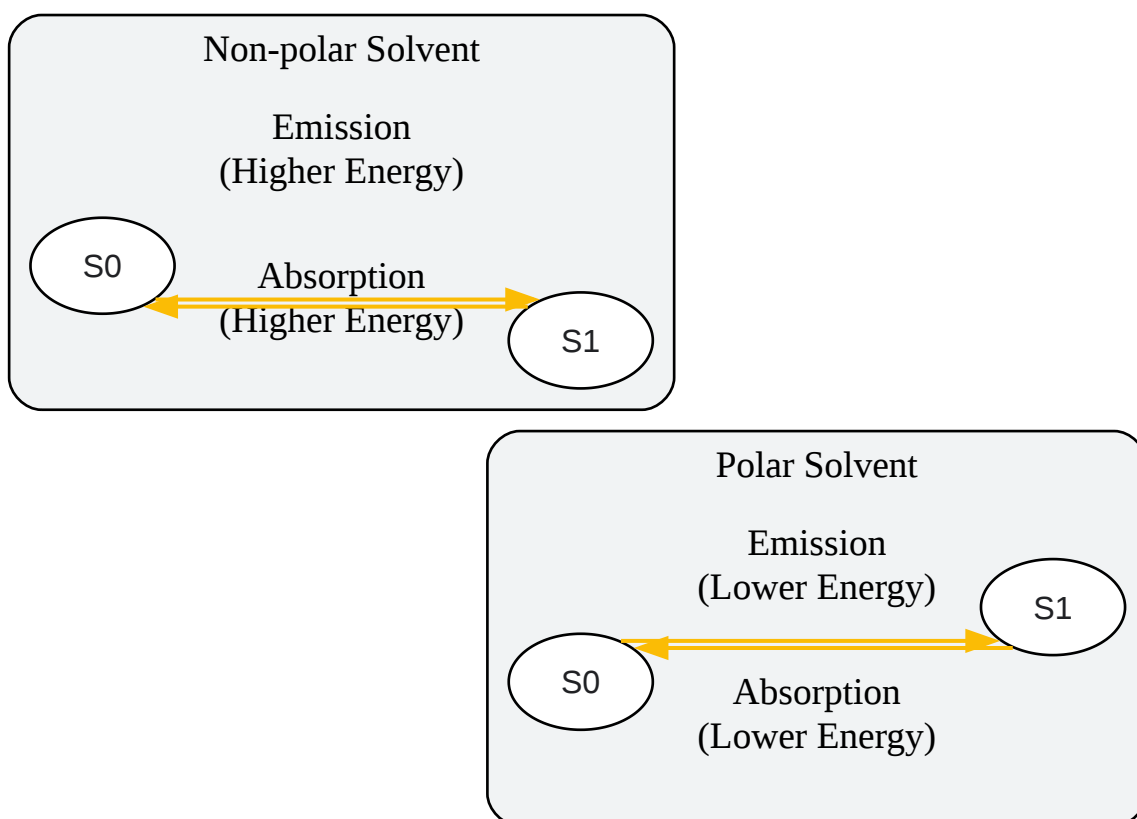 Non-polar Solvent
Emission
(Higher Energy)
S0
Absorption
(Higher Energy)
S1
Polar Solvent
Emission
(Lower Energy)
S1
S0
Absorption
(Lower Energy)